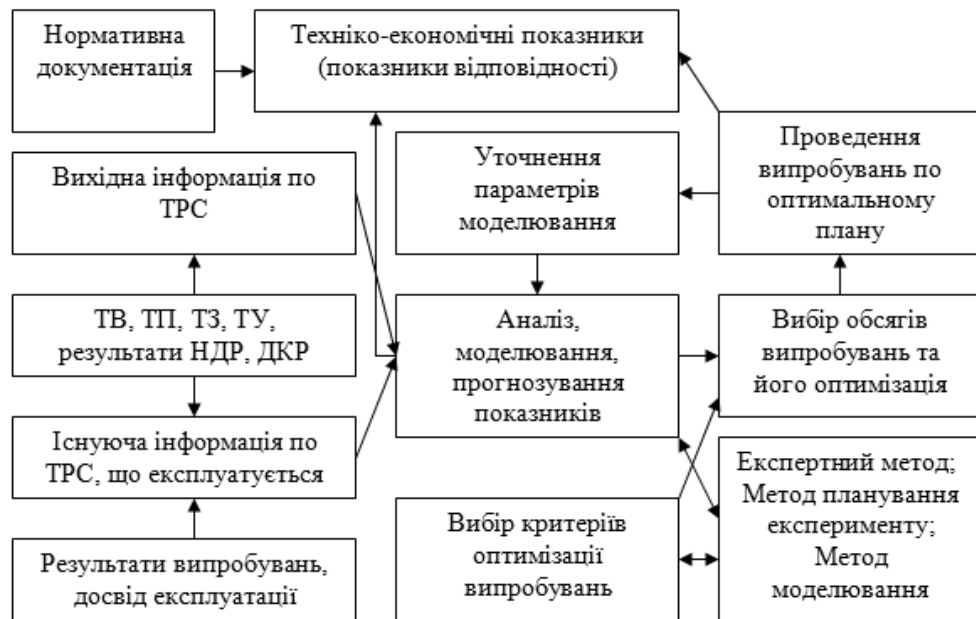 Нормативна
документація
Техніко-економічні показники
(показники відповідності)
Вихідна інформація по
ТРС
Уточнення
параметрів
моделювання
Проведення
випробувань по
оптимальному
плану
ТВ, ТП, ТЗ, ТУ,
результати НДР, ДКР
Аналіз,
моделювання,
прогнозування
показників
Вибір обсягів
випробувань та
його оптимізація
Існуюча інформація по
ТРС, що експлуатується
Результати випробувань,
досвід експлуатації
Вибір критеріїв
оптимізації
випробувань
Експертний метод;
Метод планування
експерименту;
Метод
моделювання